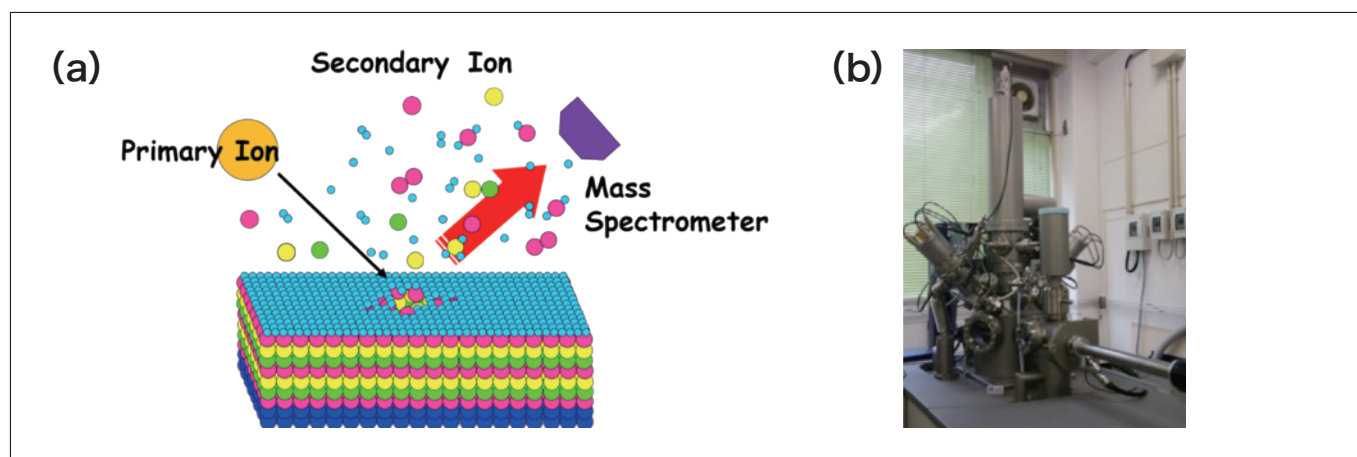 (a)
Secondary Ion
Primary Ion
Mass
Spectrometer
(b)